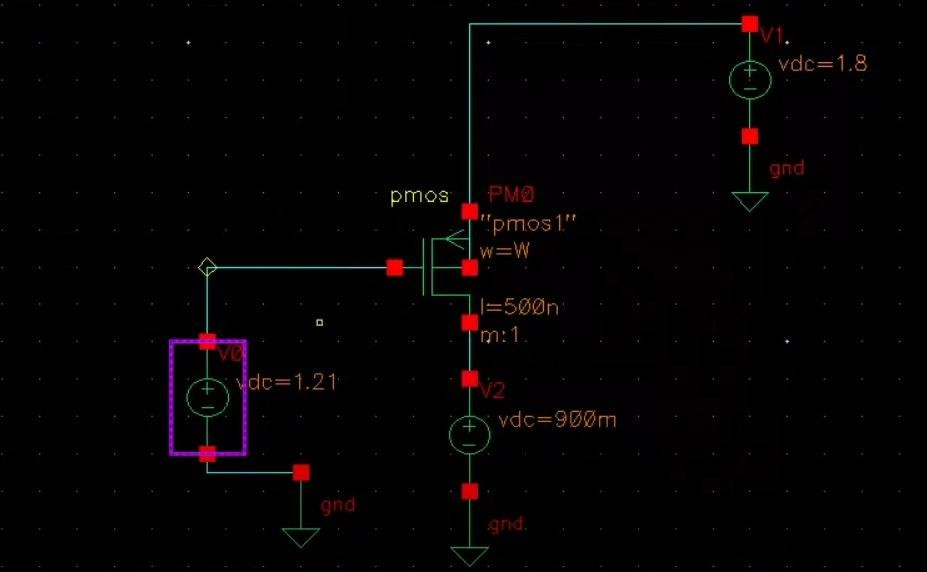 V1
vdc=1.8
gnd
pmos
PM0
"pmos1"
w=W
l=500n
m:1
V0
vdc=1.21
V2
vdc=900m
gnd
gnd